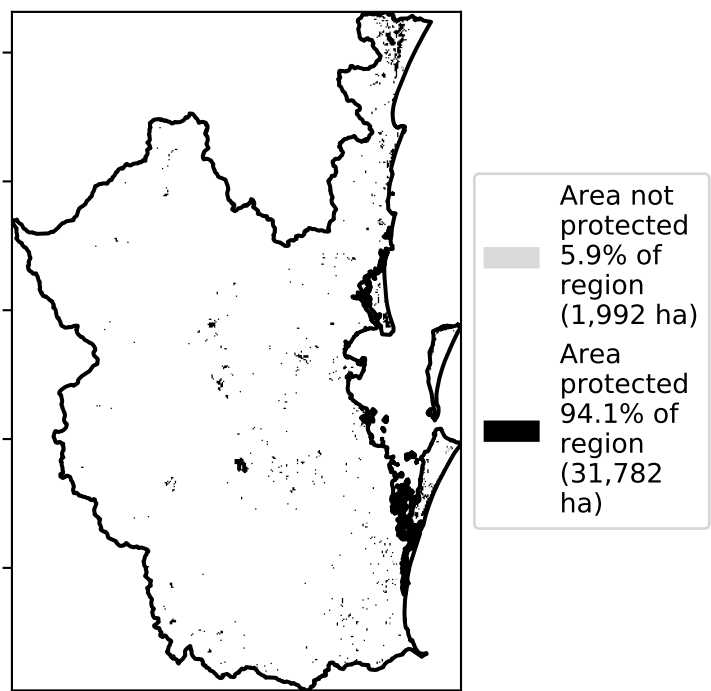 Area not
protected
5.9% of
region
(1,992 ha)
Area
protected
94.1% of
region
(31,782
ha)